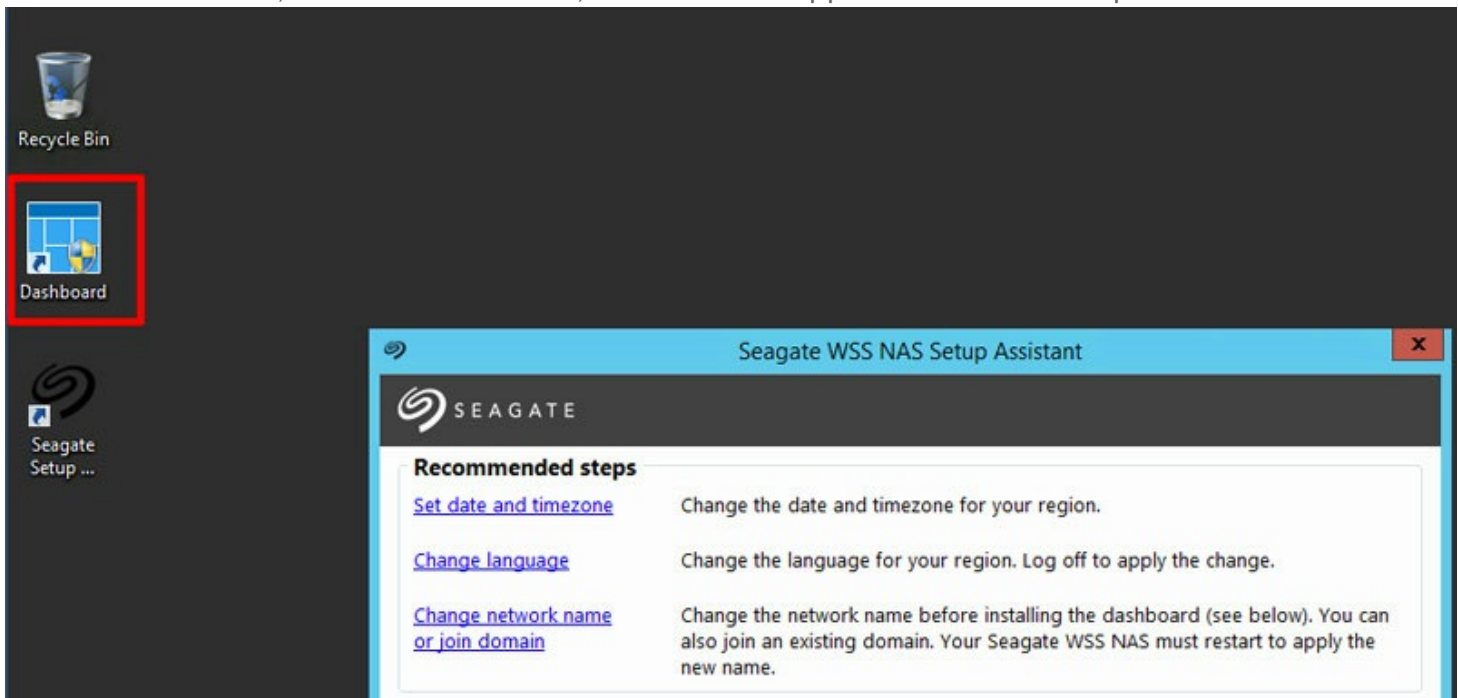 Recycle Bin
Dashboard
Seagate
Setup ...
Seagate WSS NAS Setup Assistant
x
SEAGATE
Recommended steps
Set date and timezone Change the date and timezone for your region.
Change language Change the language for your region. Log off to apply the change.
Change network name Change the network name before installing the dashboard (see below). You can
or join domain also join an existing domain. Your Seagate WSS NAS must restart to apply the
new name.